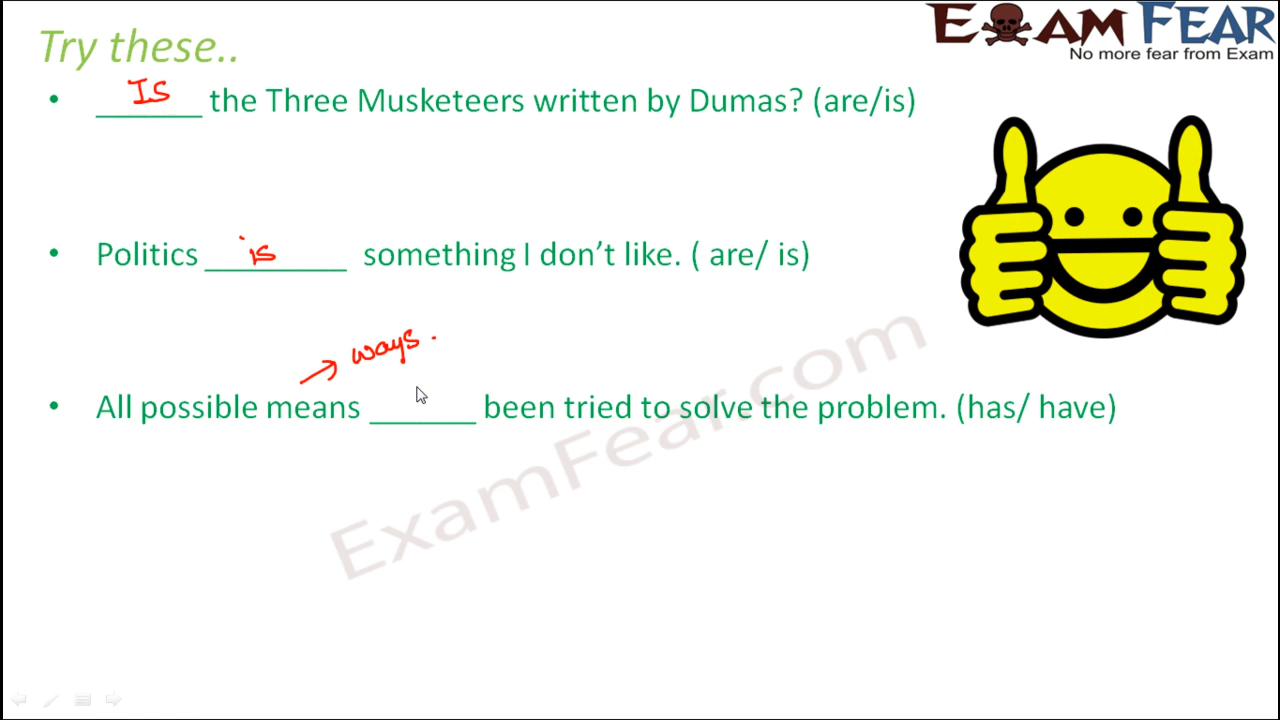 EXAM FEAR
No more fear from Exam
Try these..
• Is the Three Musketeers written by Dumas? (are/is)
• Politics is something I don’t like. ( are/ is)
→ ways.
• All possible means ______ been tried to solve the problem. (has/ have)
ExamFear.com